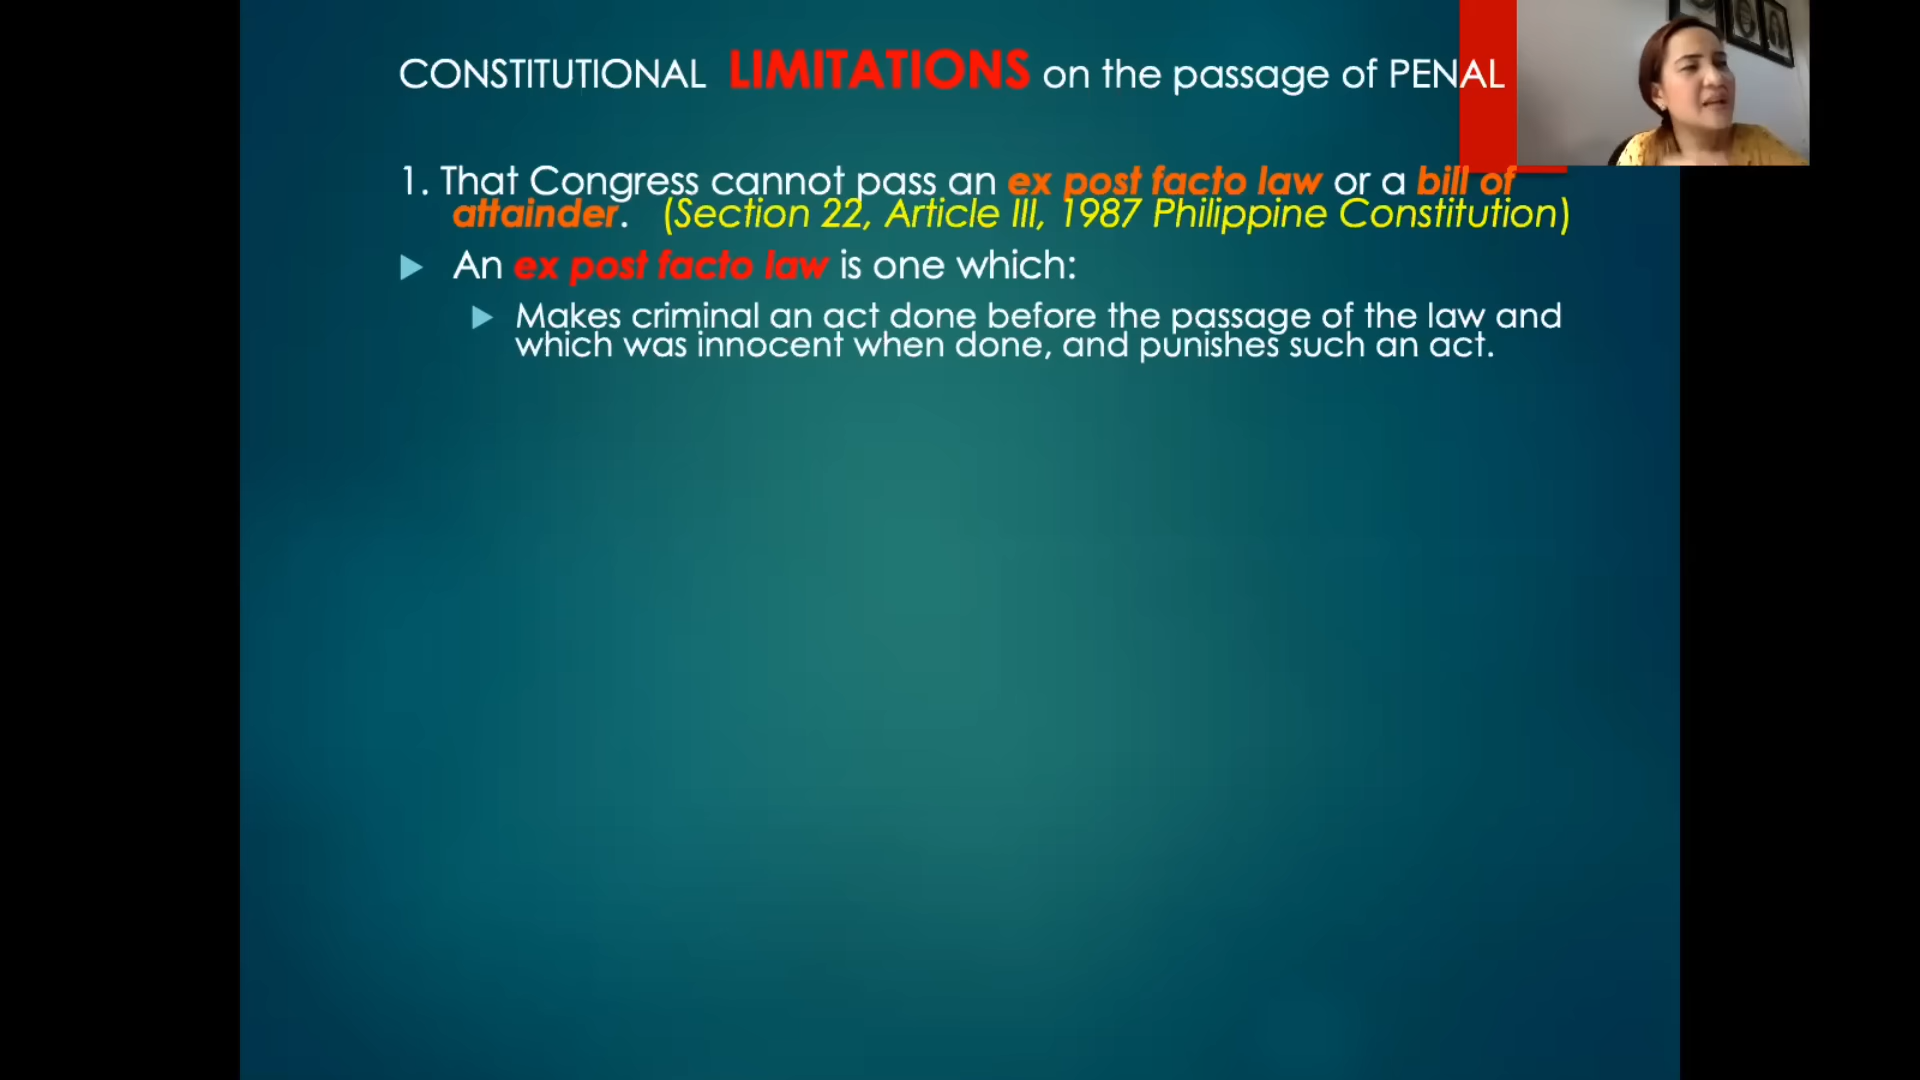 CONSTITUTIONAL LIMITATIONS on the passage of PENAL
1. That Congress cannot pass an ex post facto law or a bill of
attainder. (Section 22, Article III, 1987 Philippine Constitution)
An ex post facto law is one which:
Makes criminal an act done before the passage of the law and
which was innocent when done, and punishes such an act.